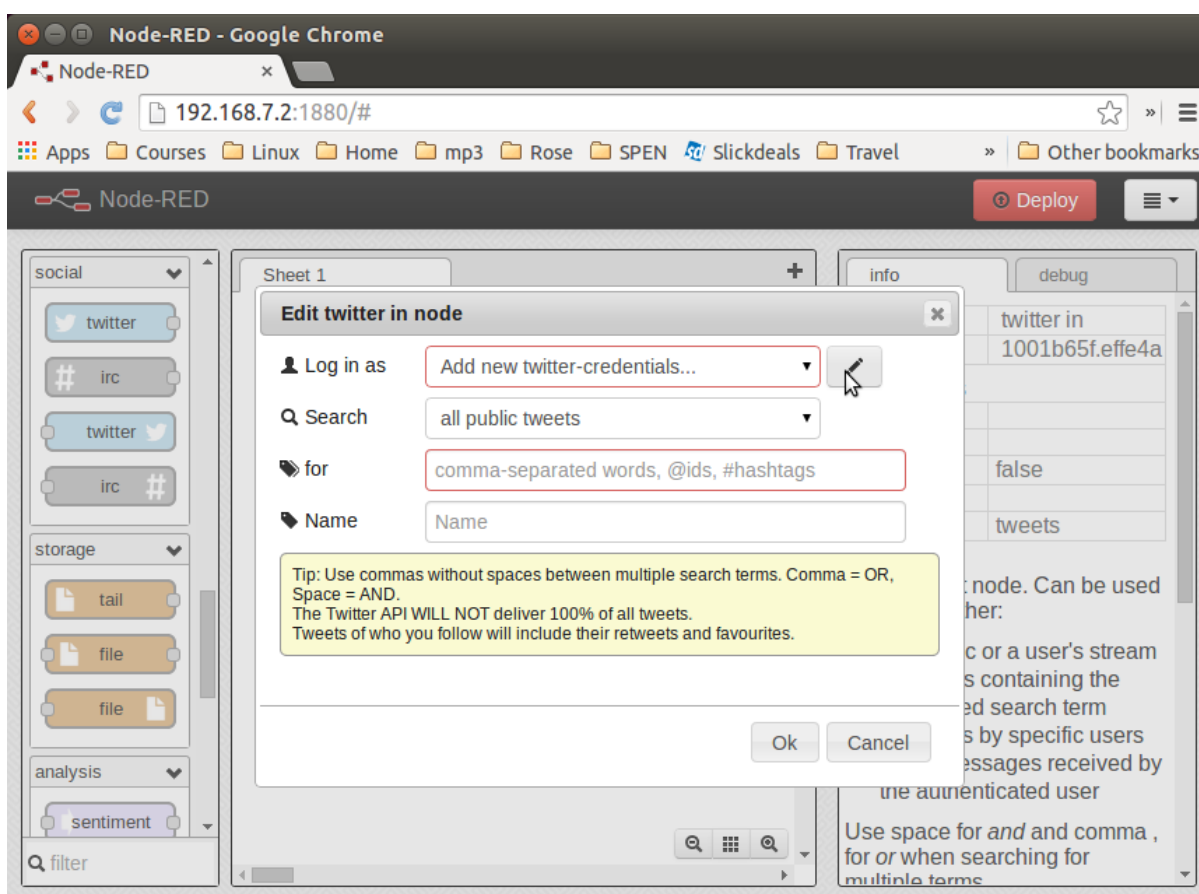 Node-RED - Google Chrome
Node-RED
192.168.7.2:1880/#
Apps Courses Linux Home mp3 Rose SPEN Slickdeals Travel » Other bookmarks
Node-RED
Deploy
social
twitter
irc
twitter
irc
storage
tail
file
file
analysis
sentiment
filter
Sheet 1
Edit twitter in node
Log in as
Add new twitter-credentials...
Search
all public tweets
for
comma-separated words, @ids, #hashtags
Name
Name
Tip: Use commas without spaces between multiple search terms. Comma = OR,
Space = AND.
The Twitter API WILL NOT deliver 100% of all tweets.
Tweets of who you follow will include their retweets and favourites.
Ok
Cancel
info
debug
twitter in
1001b65f.effe4a
false
tweets
node. Can be used
her:
c or a user's stream
s containing the
ed search term
s by specific users
essages received by
the authenticated user
Use space for and and comma ,
for or when searching for
multiple terms